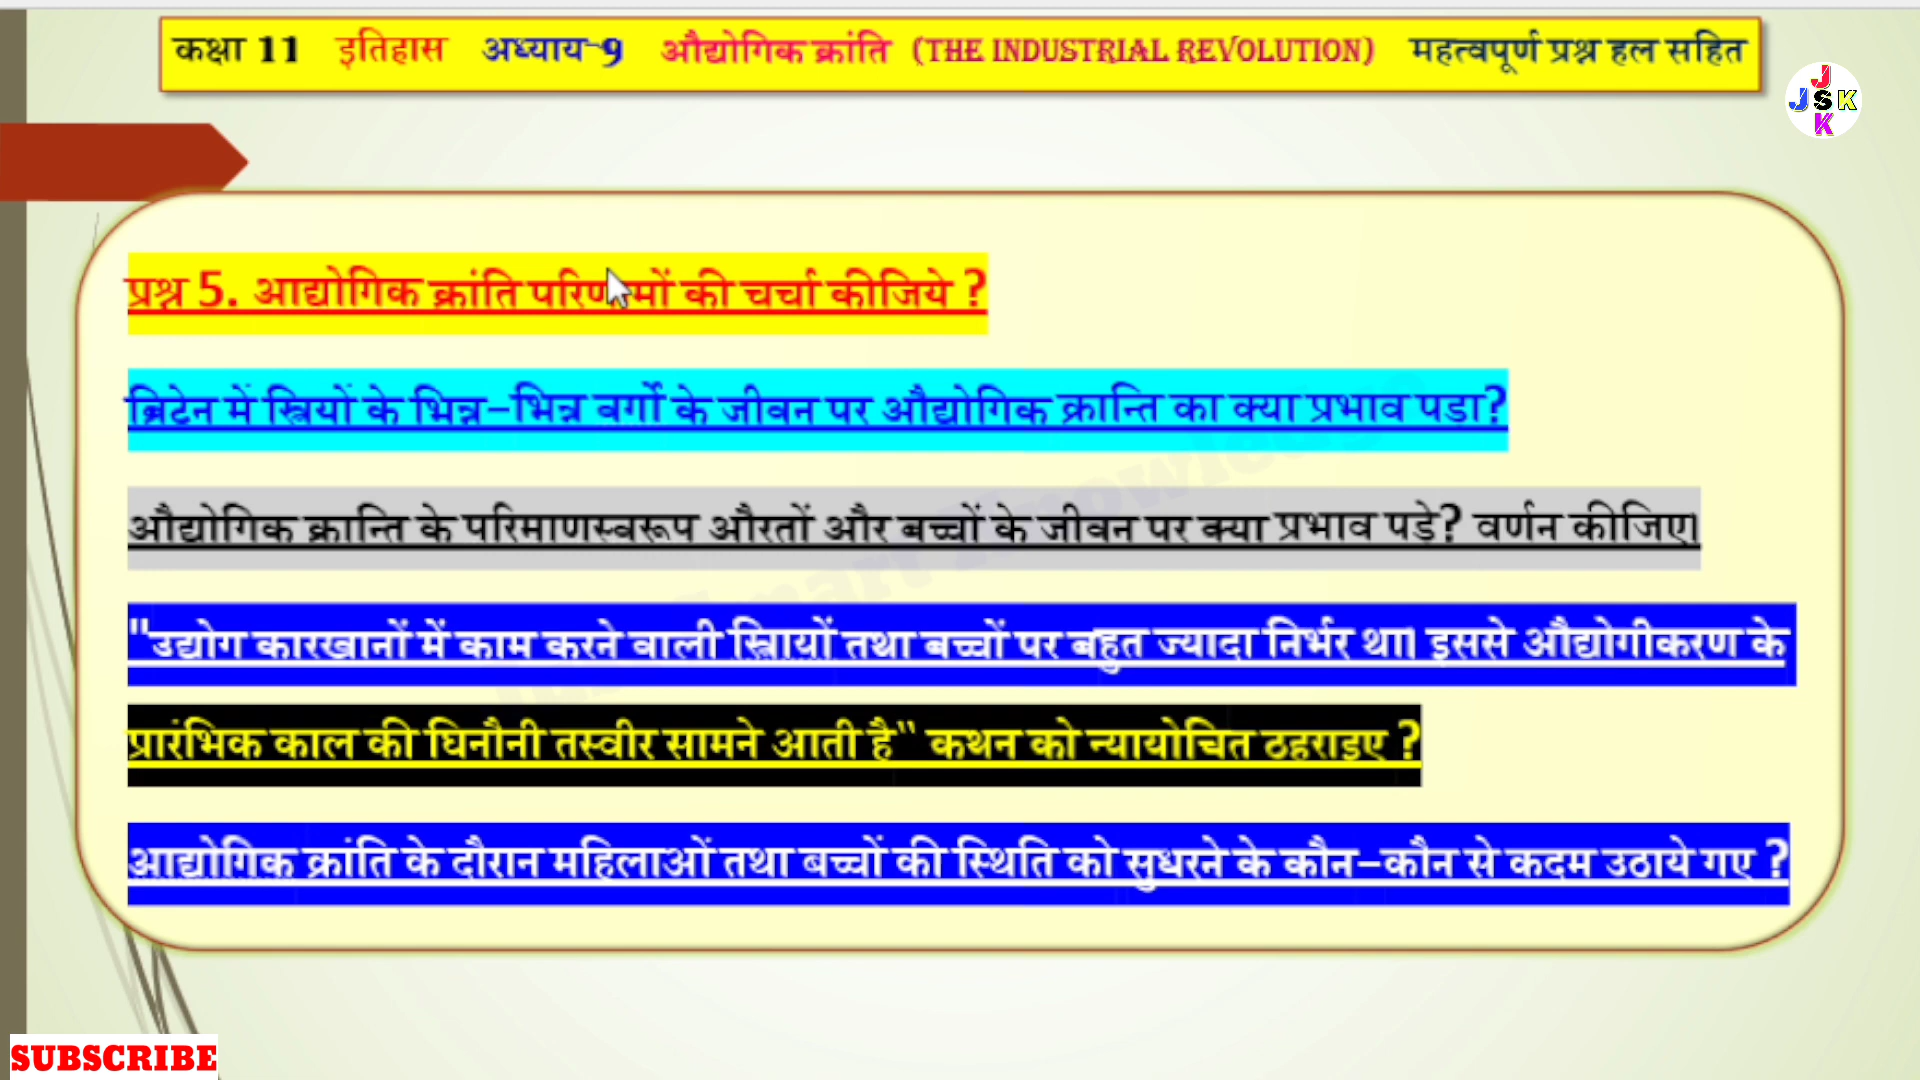 कक्षा 11 इतिहास अध्याय-9 औद्योगिक क्रांति (THE INDUSTRIAL REVOLUTION) महत्वपूर्ण प्रश्न हल सहित
J
J S K
K
प्रश्न 5. आद्योगिक क्रांति परिणामों की चर्चा कीजिये ?
ब्रिटेन में स्त्रियों के भिन्न-भिन्न वर्गो के जीवन पर औद्योगिक क्रान्ति का क्या प्रभाव पड़ा?
औद्योगिक क्रान्ति के परिमाणस्वरूप औरतों और बच्चों के जीवन पर क्या प्रभाव पड़े? वर्णन कीजिए।
"उद्योग कारखानों में काम करने वाली स्त्रिायों तथा बच्चों पर बहुत ज्यादा निर्भर था। इससे औद्योगीकरण के
प्रारंभिक काल की घिनौनी तस्वीर सामने आती है" कथन को न्यायोचित ठहराइए ?
आद्योगिक क्रांति के दौरान महिलाओं तथा बच्चों की स्थिति को सुधरने के कौन-कौन से कदम उठाये गए ?
SUBSCRIBE